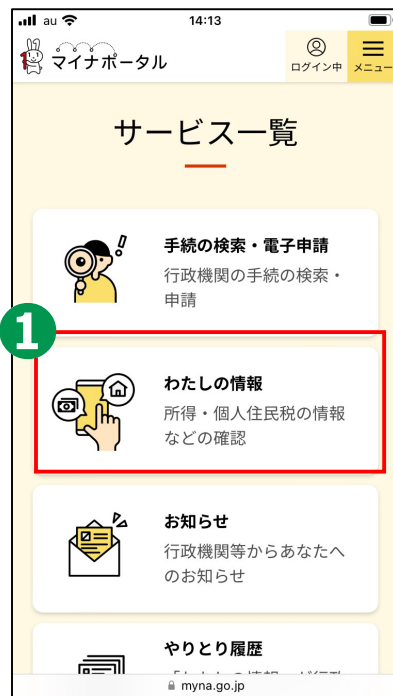 au 14:13
マイナポータル
ログイン中 メニュー
サービス一覧
手続の検索・電子申請
行政機関の手続の検索・
申請
1
わたしの情報
所得・個人住民税の情報
などの確認
お知らせ
行政機関等からあなたへ
のお知らせ
やりとり履歴
myna.go.jp